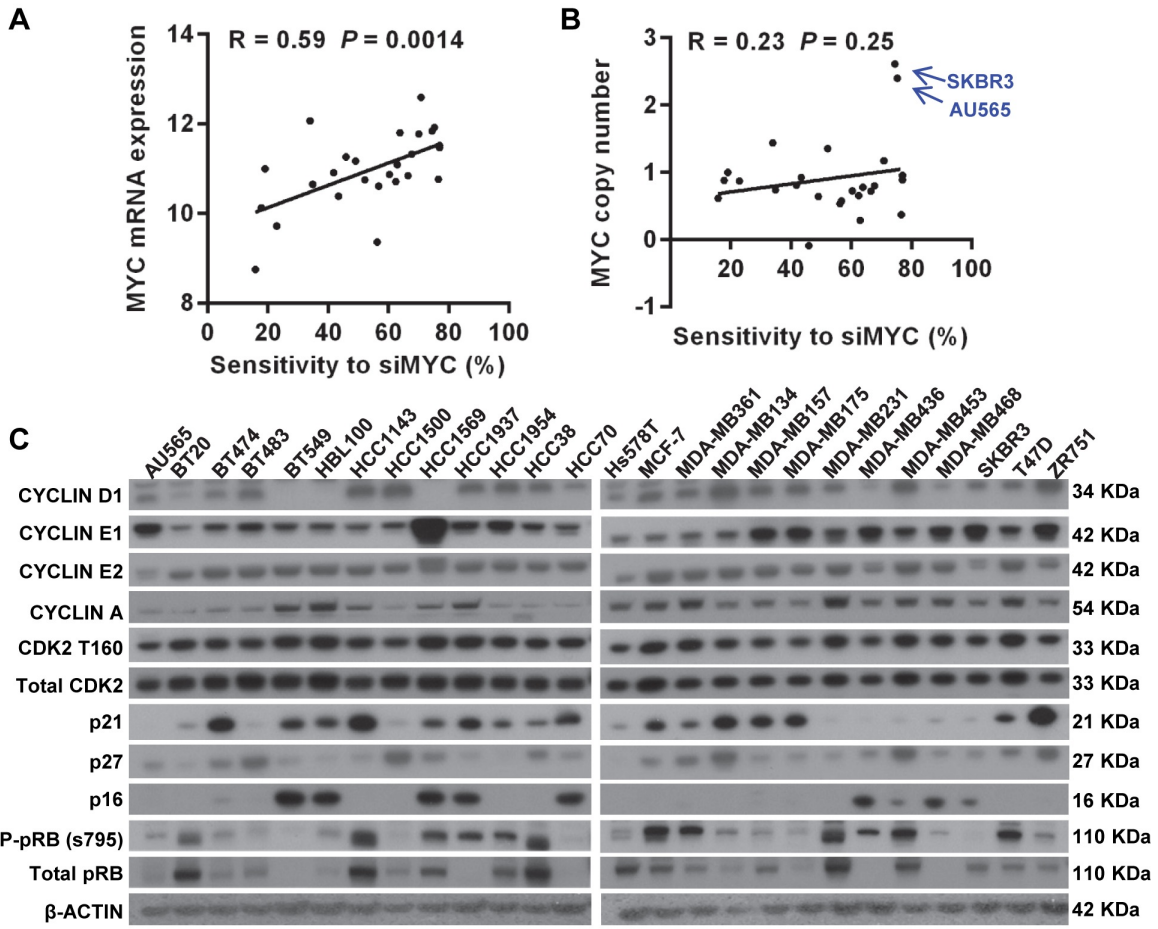 A
R = 0.59 P = 0.0014
MYC mRNA expression
14
12
10
8
0 20 40 60 80 100
Sensitivity to siMYC (%)
B
R = 0.23 P = 0.25
MYC copy number
3
2
1
0
-1
20 40 60 80 100
SKBR3
AU565
Sensitivity to siMYC (%)
C
AU565 BT20 BT474 BT483 BT549 HBL100 HCC1143 HCC1500 HCC1569 HCC1937 HCC1954 HCC38 HCC70 Hs578T MCF-7 MDA-MB361 MDA-MB134 MDA-MB157 MDA-MB175 MDA-MB231 MDA-MB436 MDA-MB453 MDA-MB468 SKBR3 T47D ZR751
CYCLIN D1 34 KDa
CYCLIN E1 42 KDa
CYCLIN E2 42 KDa
CYCLIN A 54 KDa
CDK2 T160 33 KDa
Total CDK2 33 KDa
p21 21 KDa
p27 27 KDa
p16 16 KDa
P-pRB (s795) 110 KDa
Total pRB 110 KDa
β-ACTIN 42 KDa